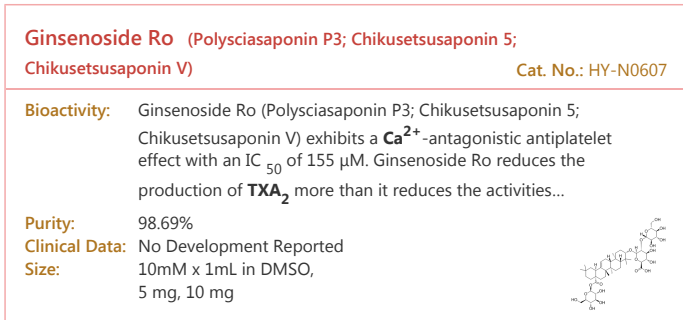 Ginsenoside Ro (Polysciasaponin P3; Chikusetsusaponin 5;
Chikusetsusaponin V) Cat. No.: HY-N0607
Bioactivity: Ginsenoside Ro (Polysciasaponin P3; Chikusetsusaponin 5;
Chikusetsusaponin V) exhibits a Ca2+-antagonistic antiplatelet
effect with an IC 50 of 155 μM. Ginsenoside Ro reduces the
production of TXA2 more than it reduces the activities...
Purity: 98.69%
Clinical Data: No Development Reported
Size: 10mM x 1mL in DMSO,
5 mg, 10 mg